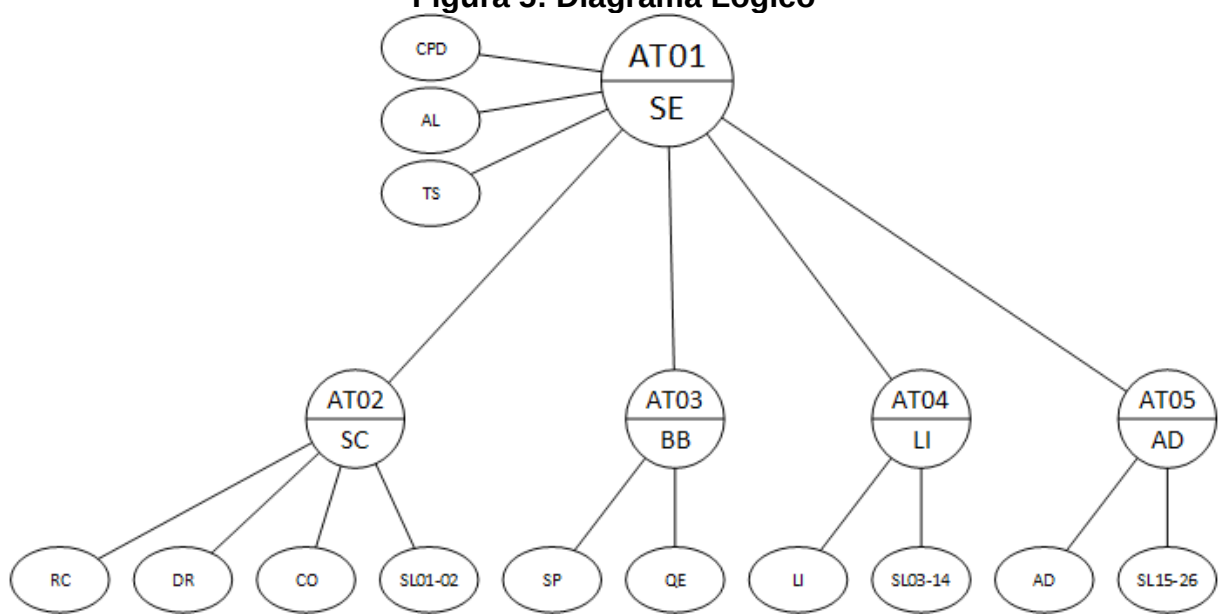 Figura 5: Diagrama Lógico
CPD
AT01
SE
AL
TS
AT02
SC
AT03
BB
AT04
LI
AT05
AD
RC
DR
CO
SL01-02
SP
QE
LI
SL03-14
AD
SL15-26